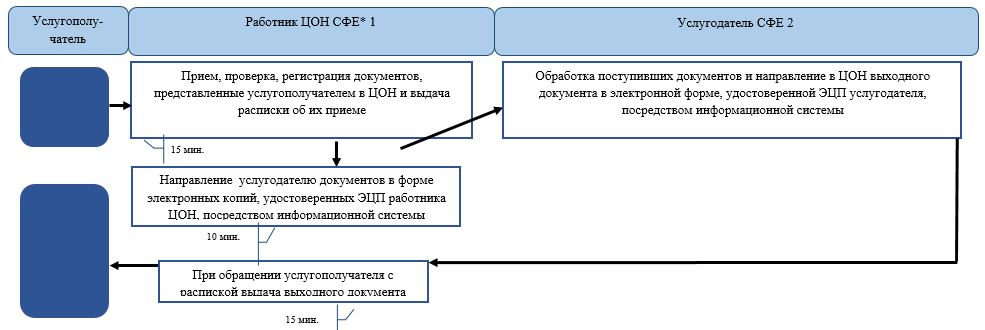 Услугополу-
чатель
Работник ЦОН СФЕ* 1
Услугодатель СФЕ 2
Прием, проверка, регистрация документов,
представленные услугополучателем в ЦОН и выдача
расписки об их приеме
Обработка поступивших документов и направление в ЦОН выходного
документа в электронной форме, удостоверенной ЭЦП услугодателя,
посредством информационной системы
15 мин.
Направление услугодателю документов в форме
электронных копий, удостоверенных ЭЦП работника
ЦОН, посредством информационной системы
10 мин.
При обращении услугополучателя с
распиской выдача выходного документа
15 мин.